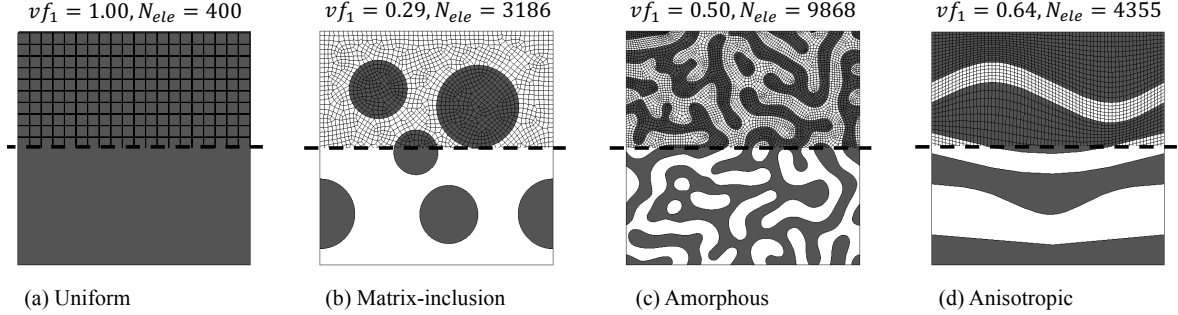 vf₁ = 1.00, Nₑₗₑ = 400
vf₁ = 0.29, Nₑₗₑ = 3186
vf₁ = 0.50, Nₑₗₑ = 9868
vf₁ = 0.64, Nₑₗₑ = 4355
(a) Uniform
(b) Matrix-inclusion
(c) Amorphous
(d) Anisotropic